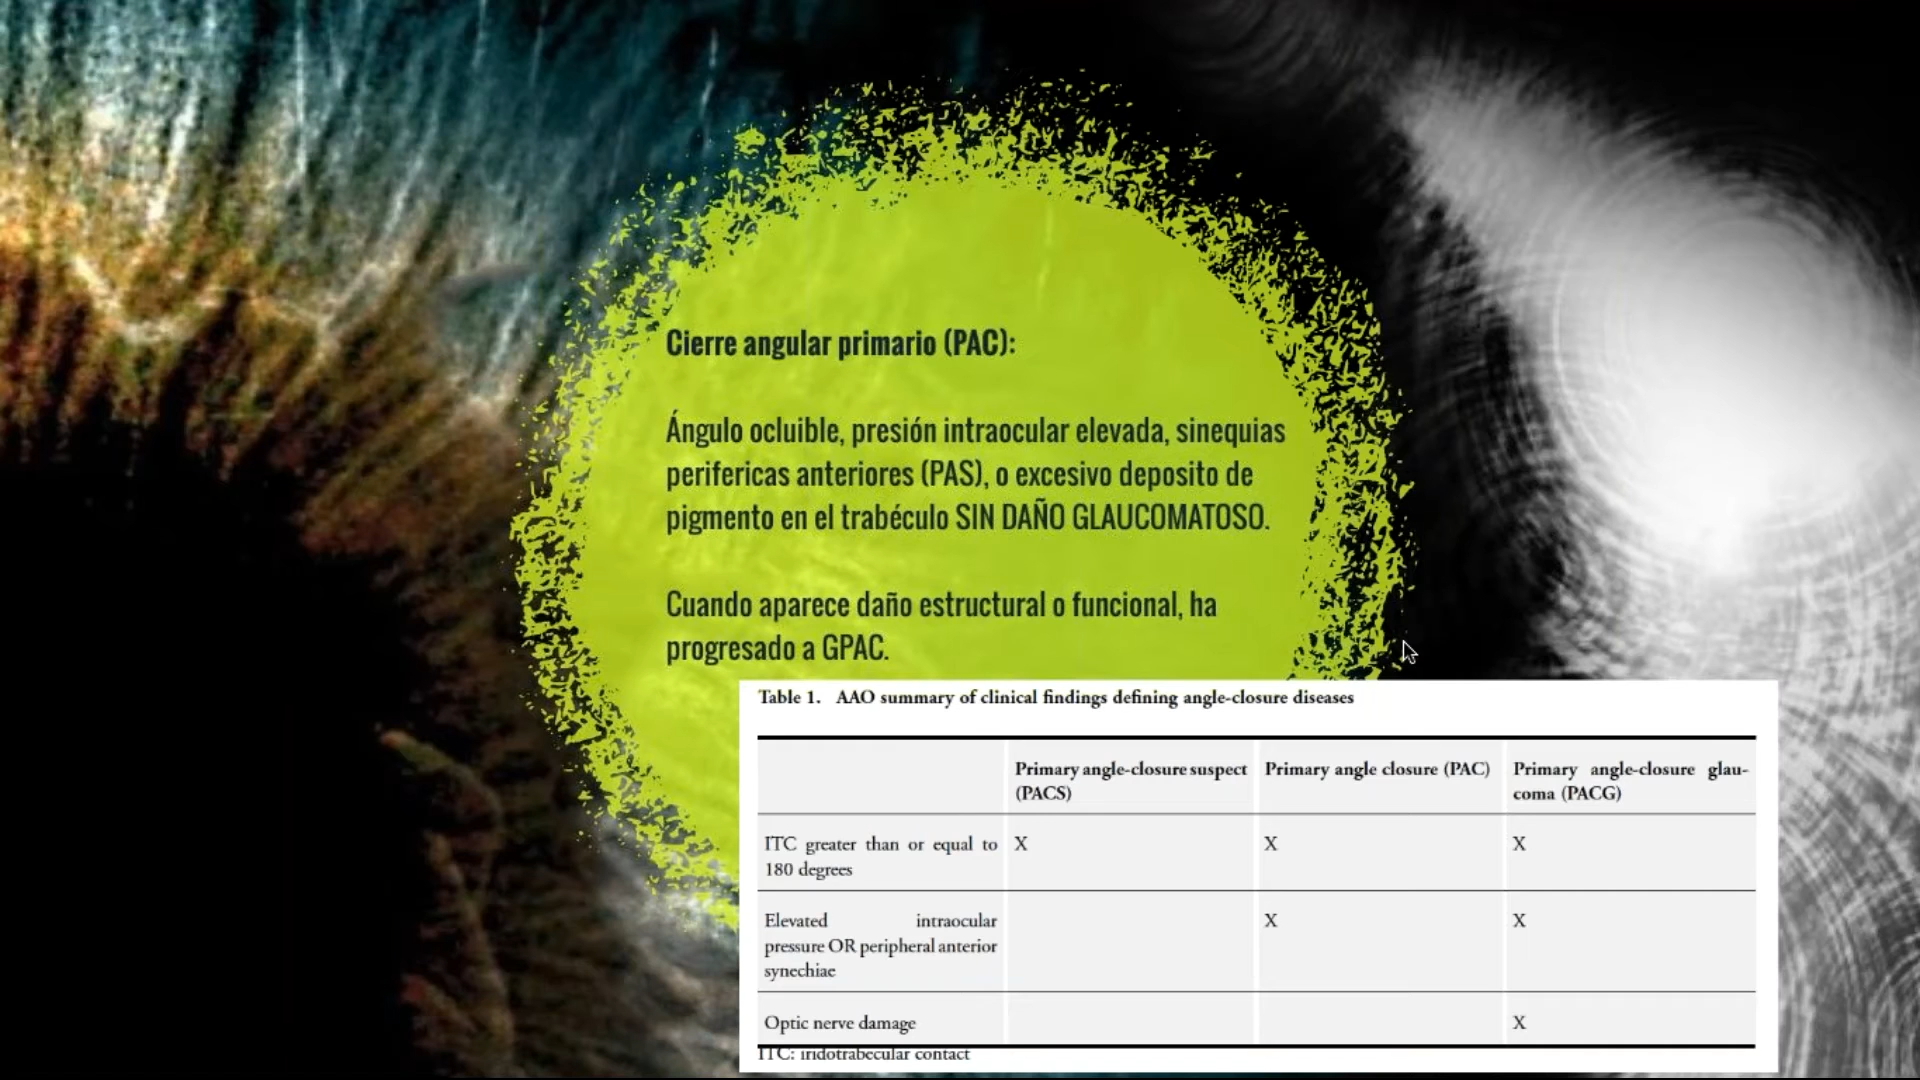 Cierre angular primario (PAC):
Ángulo ocluible, presión intraocular elevada, sinequias
perifericas anteriores (PAS), o excesivo deposito de
pigmento en el trabéculo SIN DAÑO GLAUCOMATOSO.
Cuando aparece daño estructural o funcional, ha
progresado a GPAC.
Table 1. AAO summary of clinical findings defining angle-closure diseases
Primary angle-closure suspect (PACS)
Primary angle closure (PAC)
Primary angle-closure glau-
coma (PACG)
ITC greater than or equal to X X X
180 degrees
Elevated intraocular X X
pressure OR peripheral anterior
synechiae
Optic nerve damage X
ITC: iridotrabecular contact